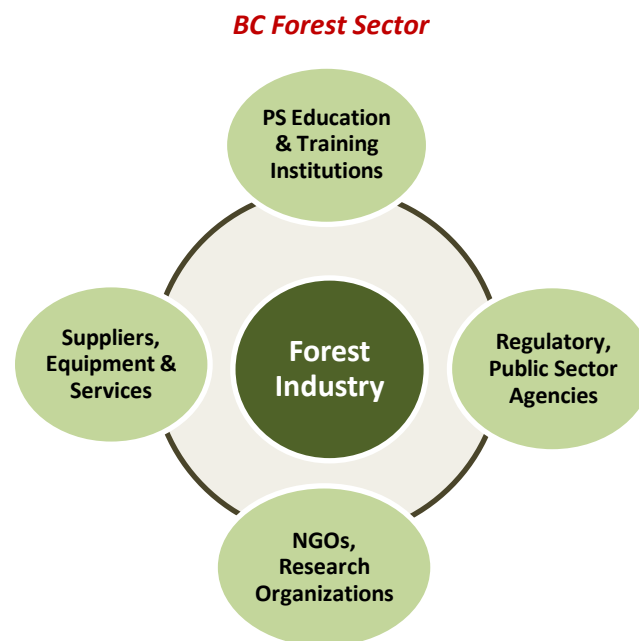 BC Forest Sector
PS Education
& Training
Institutions
Suppliers,
Equipment &
Services
Forest
Industry
Regulatory,
Public Sector
Agencies
NGOs,
Research
Organizations